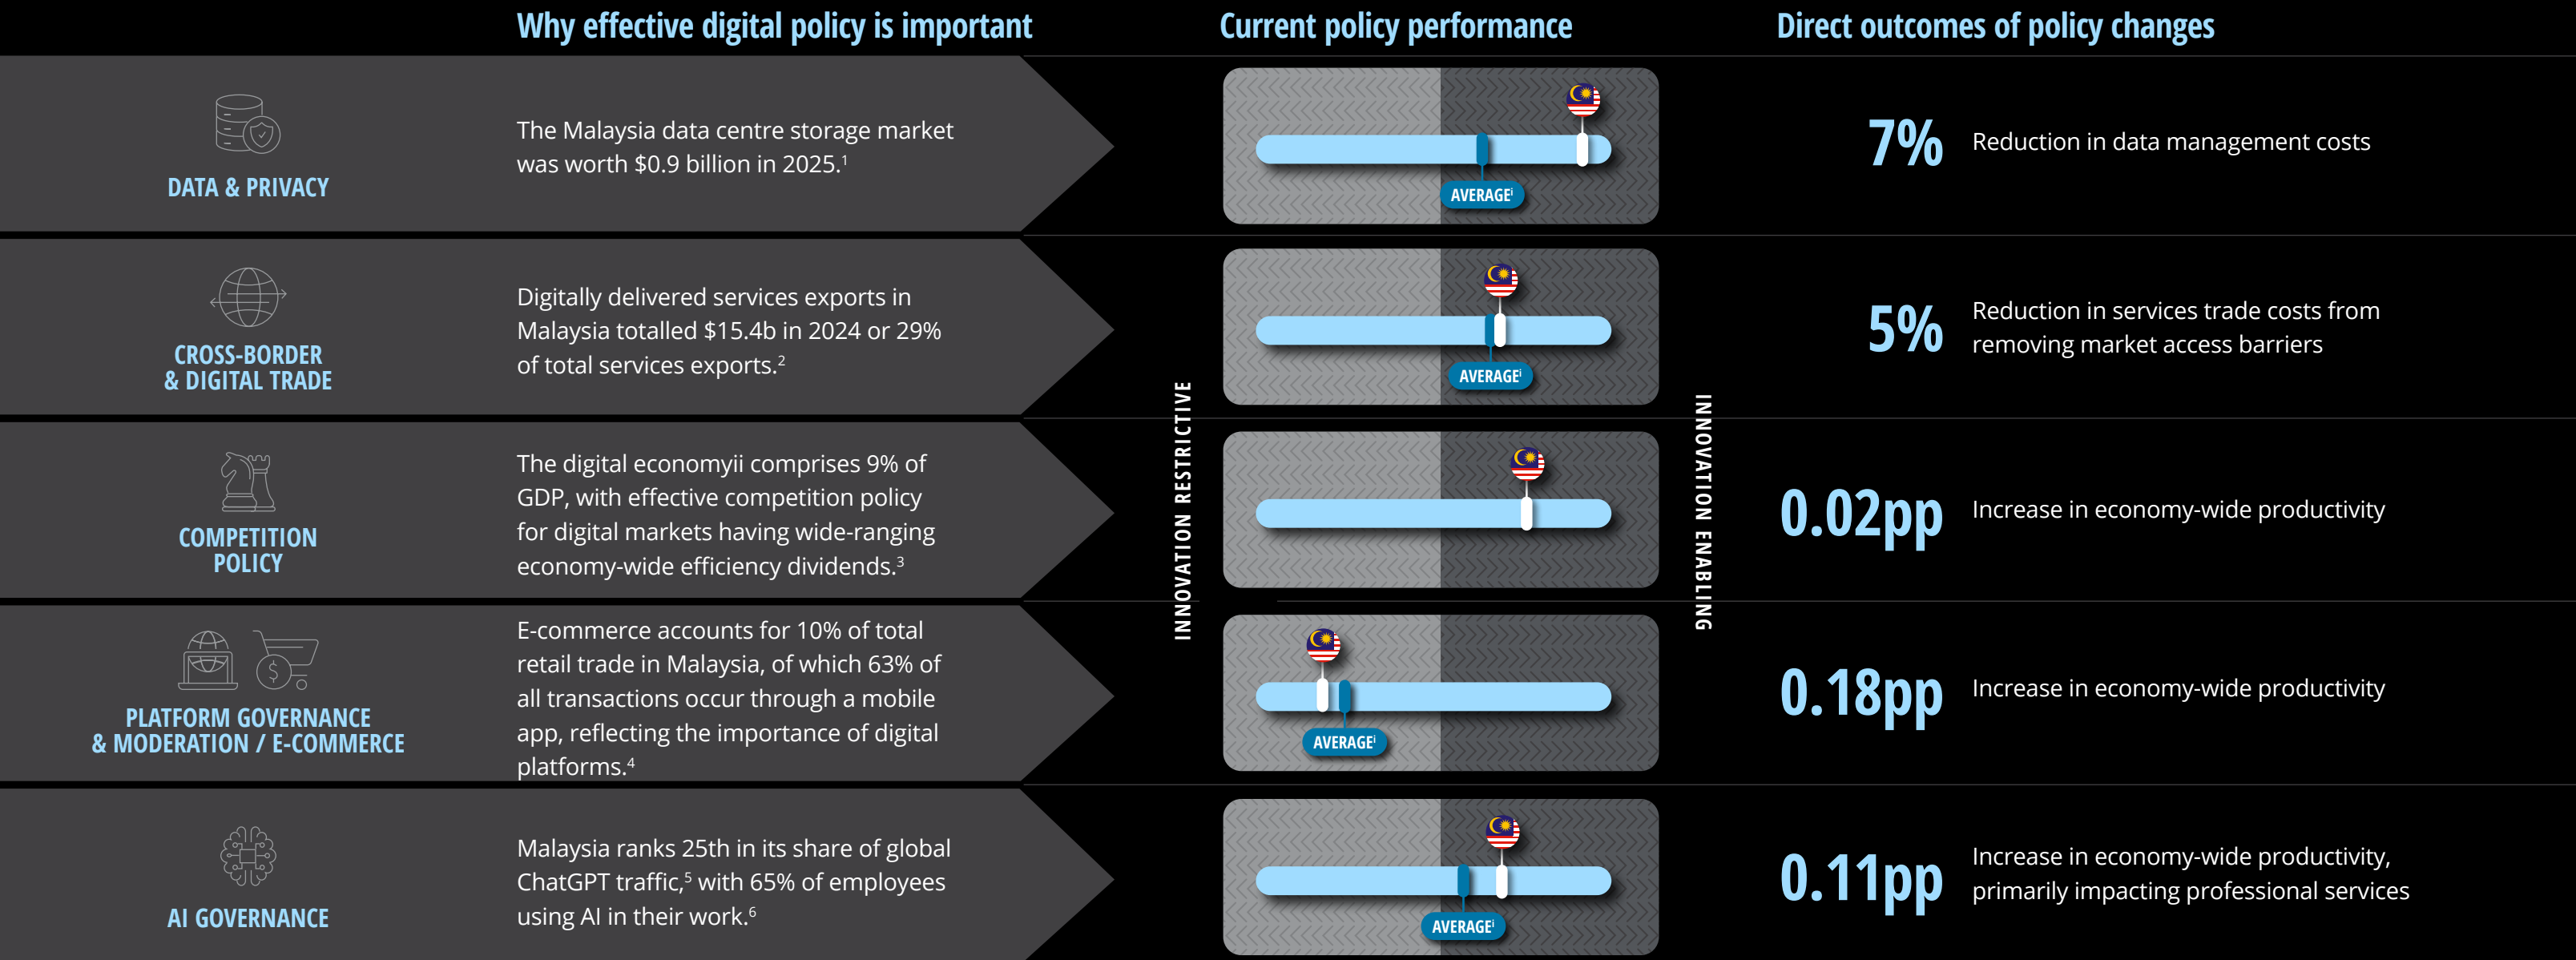 Why effective digital policy is important
Current policy performance
Direct outcomes of policy changes
DATA & PRIVACY
The Malaysia data centre storage market
was worth $0.9 billion in 2025.¹
AVERAGEⁱ
7%
Reduction in data management costs
CROSS-BORDER
& DIGITAL TRADE
Digitally delivered services exports in
Malaysia totalled $15.4b in 2024 or 29%
of total services exports.²
AVERAGEⁱ
5%
Reduction in services trade costs from
removing market access barriers
INNOVATION RESTRICTIVE
INNOVATION ENABLING
COMPETITION
POLICY
The digital economyii comprises 9% of
GDP, with effective competition policy
for digital markets having wide-ranging
economy-wide efficiency dividends.³
0.02pp
Increase in economy-wide productivity
PLATFORM GOVERNANCE
& MODERATION / E-COMMERCE
E-commerce accounts for 10% of total
retail trade in Malaysia, of which 63% of
all transactions occur through a mobile
app, reflecting the importance of digital
platforms.⁴
AVERAGEⁱ
0.18pp
Increase in economy-wide productivity
AI GOVERNANCE
Malaysia ranks 25th in its share of global
ChatGPT traffic,⁵ with 65% of employees
using AI in their work.⁶
AVERAGEⁱ
0.11pp
Increase in economy-wide productivity,
primarily impacting professional services